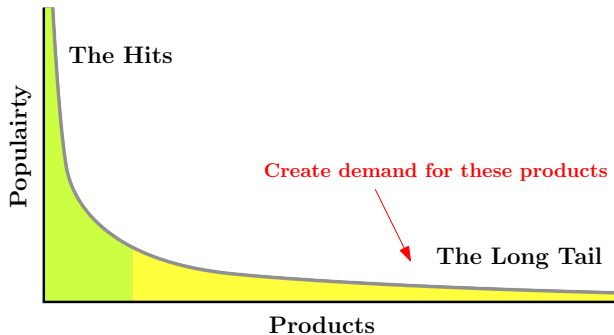 The Hits
Populairty
Create demand for these products
The Long Tail
Products